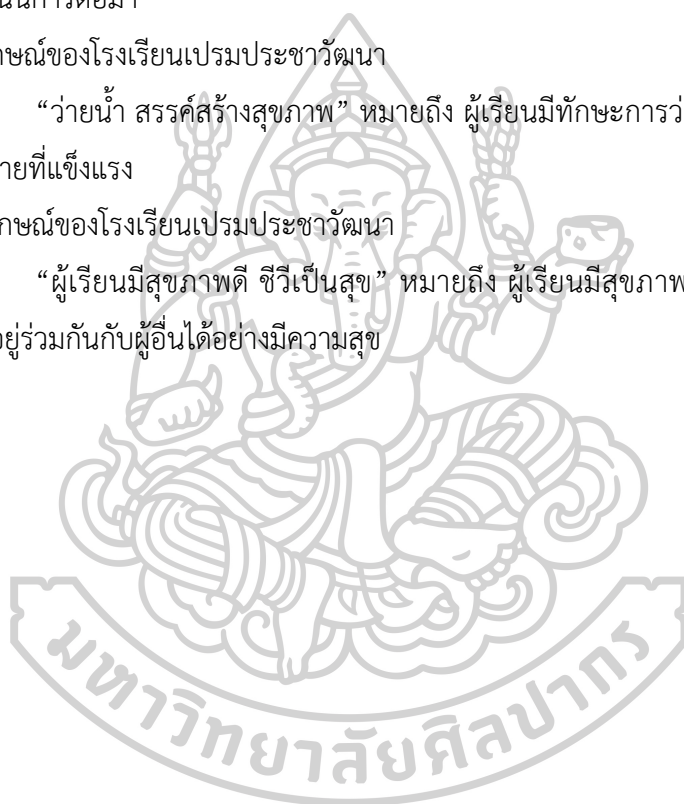 นินการต่อมา
กษณ์ของโรงเรียนเปรมประชาวัฒนา
“ว่ายน้ำ สรรค์สร้างสุขภาพ” หมายถึง ผู้เรียนมีทักษะการว่
ายที่แข็งแรง
กษณ์ของโรงเรียนเปรมประชาวัฒนา
“ผู้เรียนมีสุขภาพดี ชีวีเป็นสุข” หมายถึง ผู้เรียนมีสุขภาพ
อยู่ร่วมกันกับผู้อื่นได้อย่างมีความสุข
มหาวิทยาลัยศิลปากร